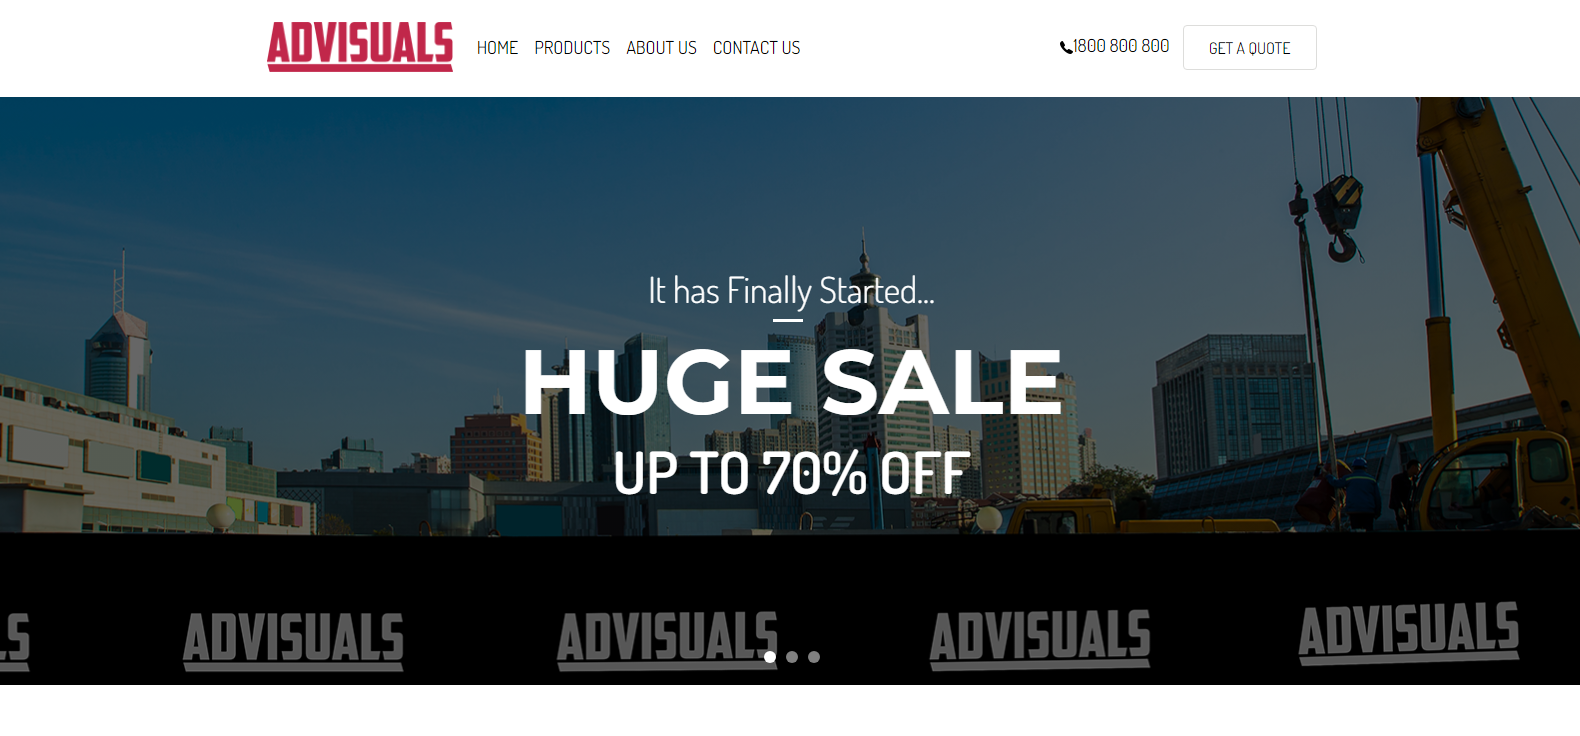 ADVISUALS
HOME PRODUCTS ABOUT US CONTACT US
1800 800 800
GET A QUOTE
It has Finally Started...
HUGE SALE
UP TO 70% OFF
LS ADVISUALS ADVISUALS ADVISUALS ADVISUALS